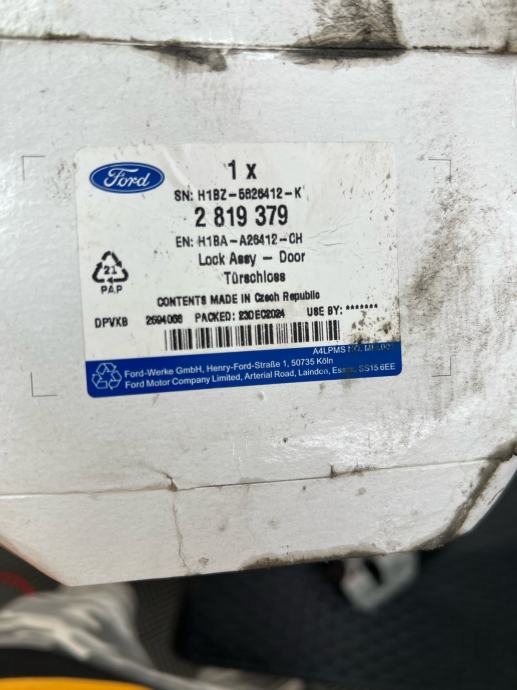 Ford
1 x
SN: H1BZ-5826412-K
2 819 379
EN: H1BA-A26412-CH
Lock Assy - Door
Türschloss
CONTENTS MADE IN Czech Republic
21
PAP
DPVXB 2694066 PACKED: 23DEC2024 USE BY: *******
A4LPMS
Ford-Werke GmbH, Henry-Ford-Straße 1, 50735 Köln
Ford Motor Company Limited, Arterial Road, Laindon, Essex, SS15 6EE